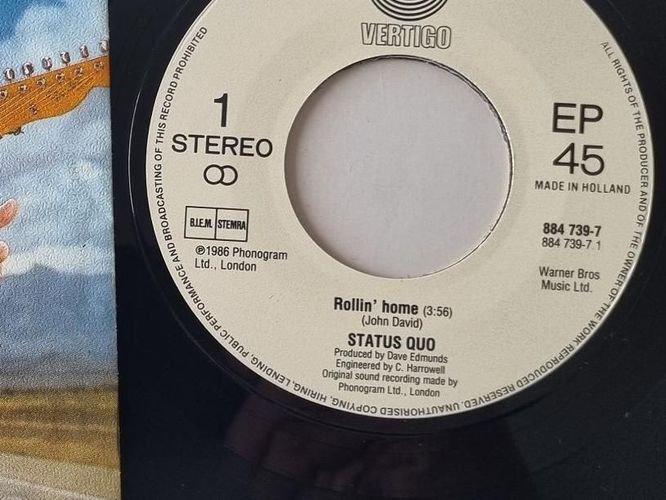 VERTIGO
1
STEREO
EP
45
MADE IN HOLLAND
B.I.E.M. STEMRA
℗1986 Phonogram
Ltd., London
884 739-7
884 739-7.1
Warner Bros
Music Ltd.
Rollin' home (3:56)
(John David)
STATUS QUO
Produced by Dave Edmunds
Engineered by C. Harrowell
Original sound recording made by
Phonogram Ltd., London
ALL RIGHTS OF THE PRODUCER AND OF THE OWNER OF THE WORK REPRODUCED RESERVED. UNAUTHORISED COPYING, HIRING, LENDING, PUBLIC PERFORMANCE AND BROADCASTING OF THIS RECORD PROHIBITED